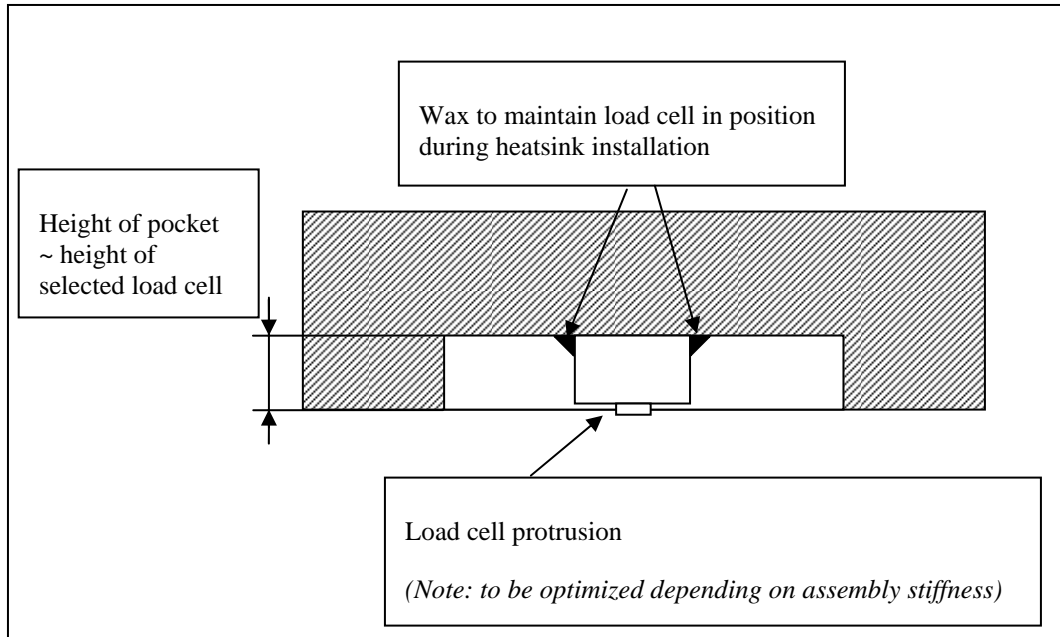 Wax to maintain load cell in position
during heatsink installation
Height of pocket
~ height of
selected load cell
Load cell protrusion
(Note: to be optimized depending on assembly stiffness)